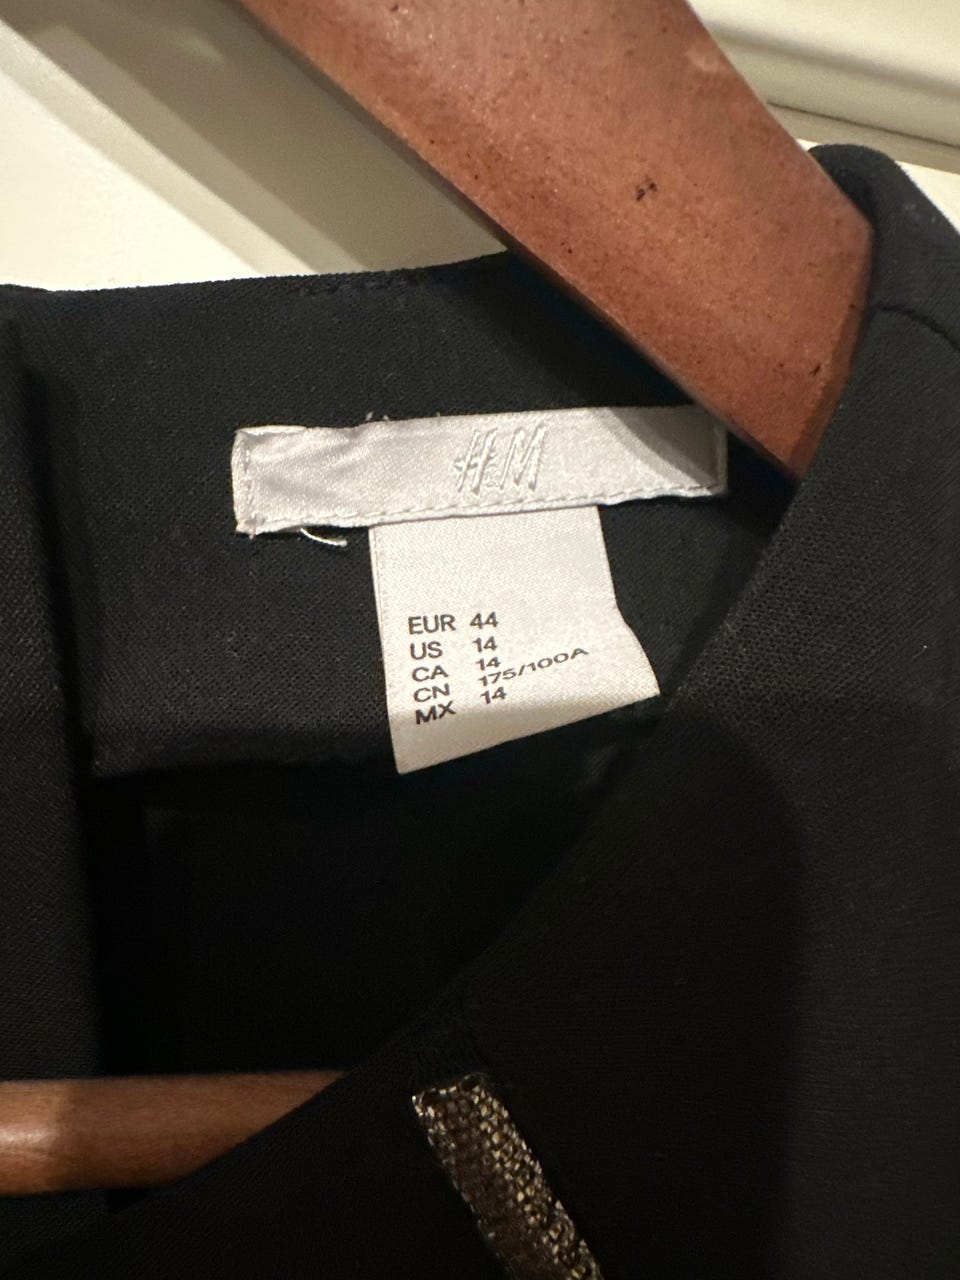 H&M
EUR 44
US 14
CA 14
CN 175/100A
MX 14